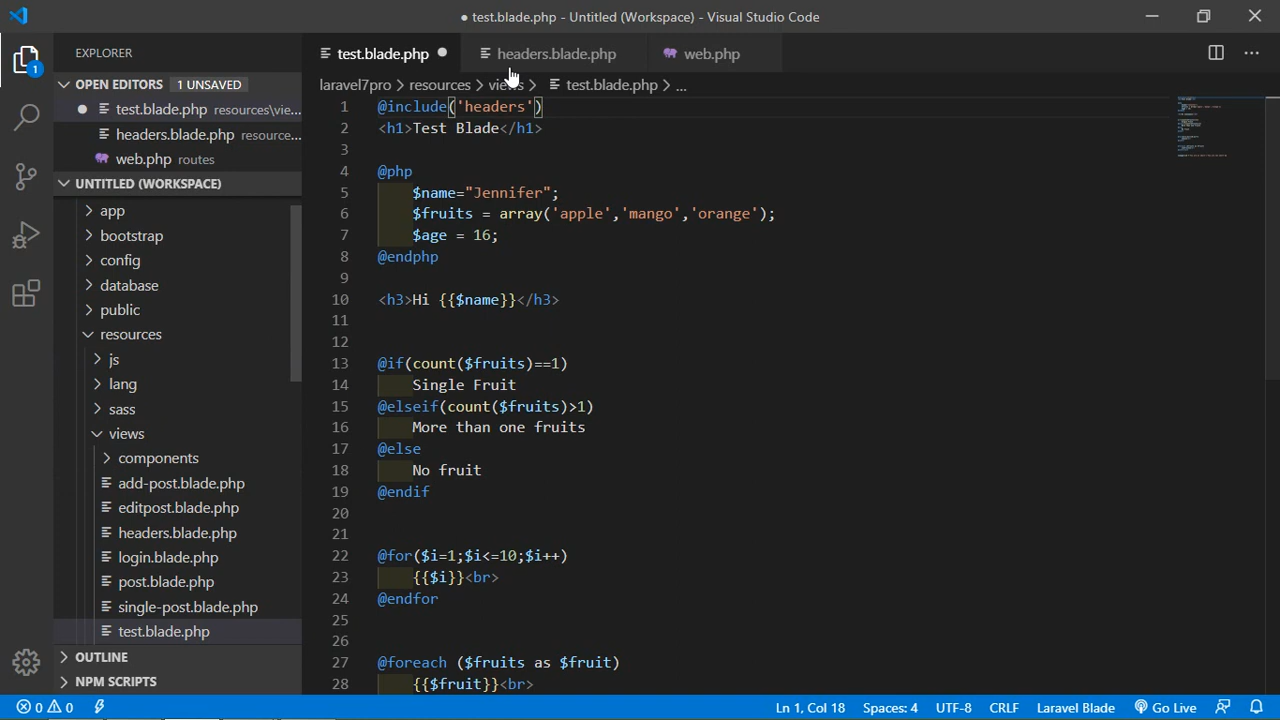 ● test.blade.php - Untitled (Workspace) - Visual Studio Code
EXPLORER
test.blade.php ●
headers.blade.php
web.php
OPEN EDITORS 1 UNSAVED
laravel7pro > resources > views > test.blade.php > ...
1
● test.blade.php resources\vie...
headers.blade.php resource...
web.php routes
UNTITLED (WORKSPACE)
app
bootstrap
config
database
public
resources
js
lang
sass
views
components
add-post.blade.php
editpost.blade.php
headers.blade.php
login.blade.php
post.blade.php
single-post.blade.php
test.blade.php
OUTLINE
NPM SCRIPTS
1 @include('headers')
2 <h1>Test Blade</h1>
3
4 @php
5 $name="Jennifer";
6 $fruits = array('apple','mango','orange');
7 $age = 16;
8 @endphp
9
10 <h3>Hi {{$name}}</h3>
11
12
13 @if(count($fruits)==1)
14 Single Fruit
15 @elseif(count($fruits)>1)
16 More than one fruits
17 @else
18 No fruit
19 @endif
20
21
22 @for($i=1;$i<=10;$i++)
23 {{$i}}<br>
24 @endfor
25
26
27 @foreach ($fruits as $fruit)
28 {{$fruit}}<br>
0 0 Ln 1, Col 18 Spaces: 4 UTF-8 CRLF Laravel Blade Go Live